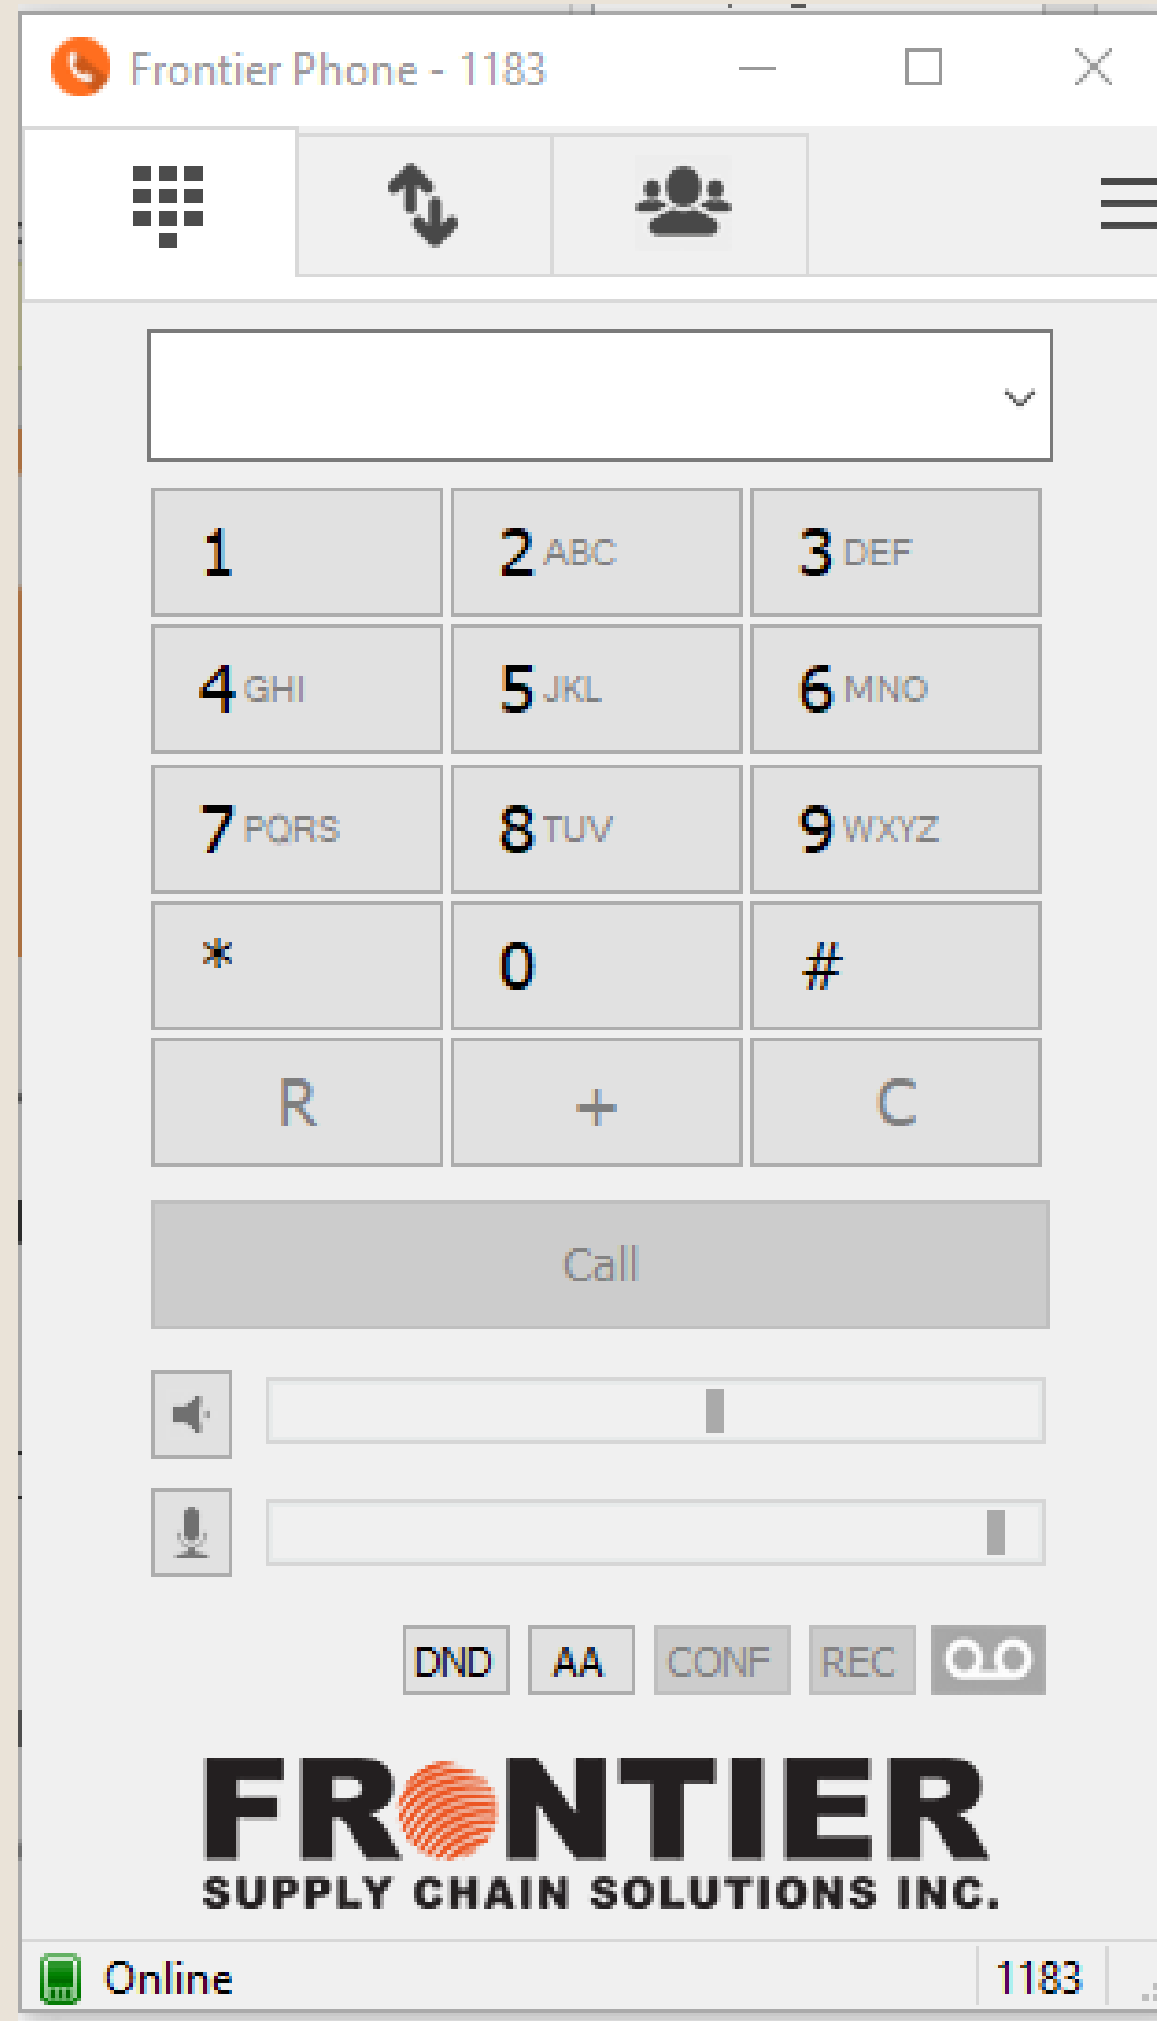 Frontier Phone - 1183
1
2 ABC
3 DEF
4 GHI
5 JKL
6 MNO
7 PQRS
8 TUV
9 WXYZ
*
0
#
R
+
C
Call
DND AA CONF REC
FRONTIER
SUPPLY CHAIN SOLUTIONS INC.
Online 1183